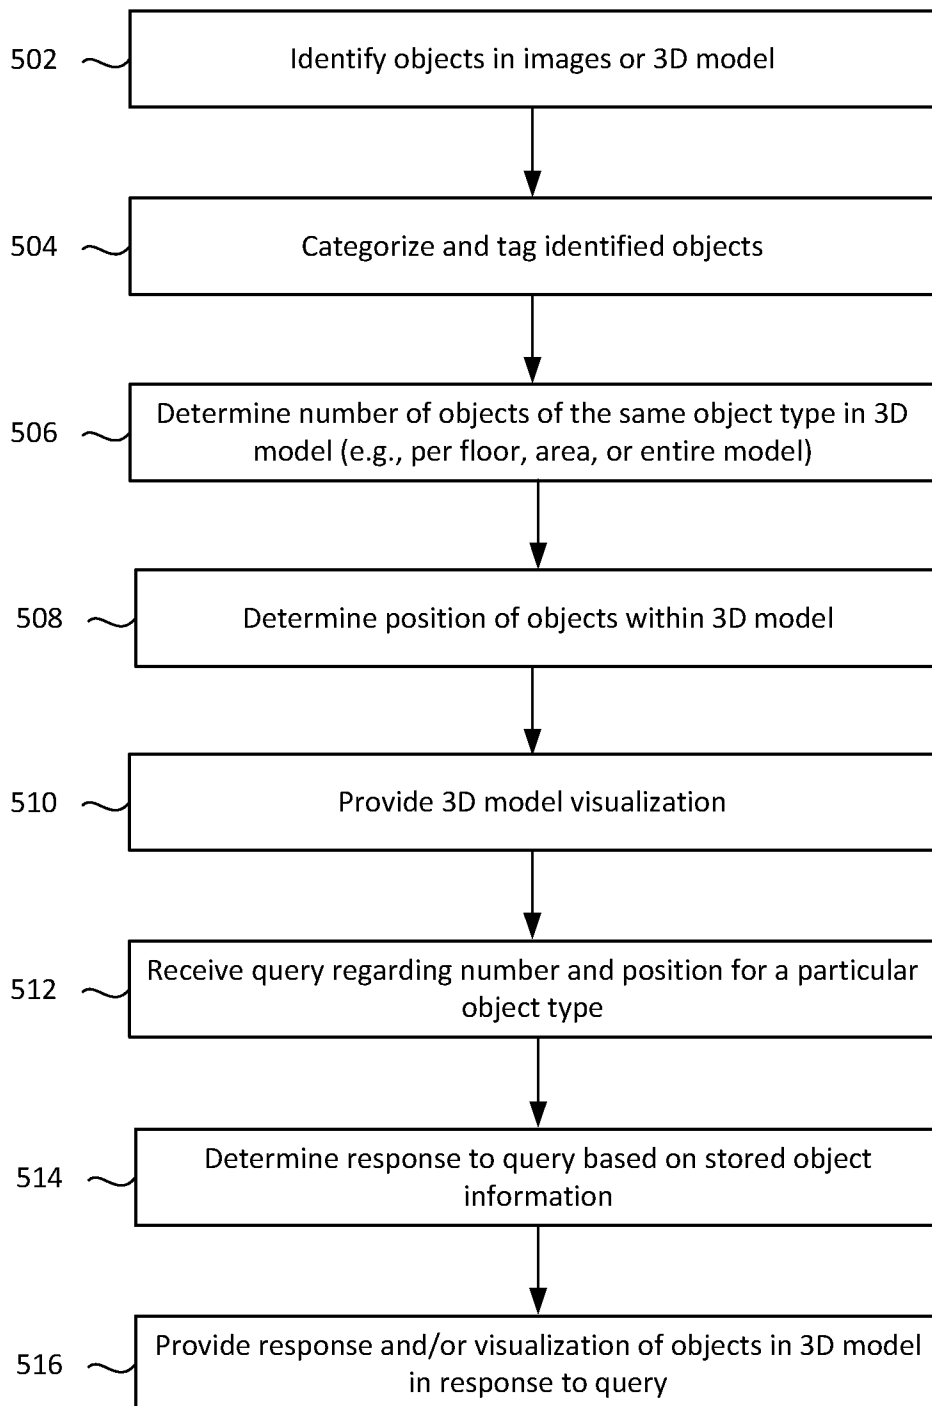 502
Identify objects in images or 3D model
504
Categorize and tag identified objects
506
Determine number of objects of the same object type in 3D
model (e.g., per floor, area, or entire model)
508
Determine position of objects within 3D model
510
Provide 3D model visualization
512
Receive query regarding number and position for a particular
object type
514
Determine response to query based on stored object
information
516
Provide response and/or visualization of objects in 3D model
in response to query